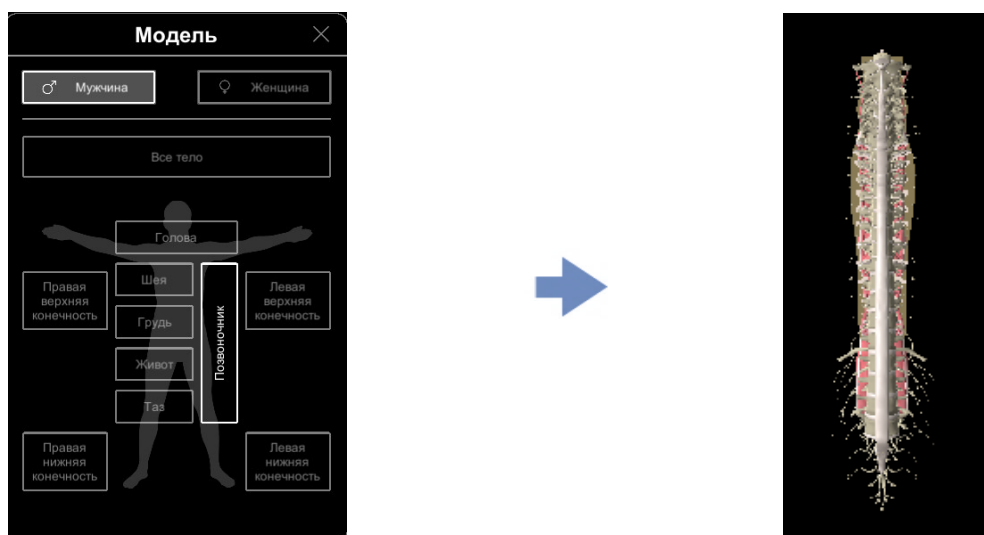 Модель
Мужчина
Женщина
Все тело
Голова
Шея
Грудь
Живот
Таз
Позвоночник
Правая
верхняя
конечность
Левая
верхняя
конечность
Правая
нижняя
конечность
Левая
нижняя
конечность